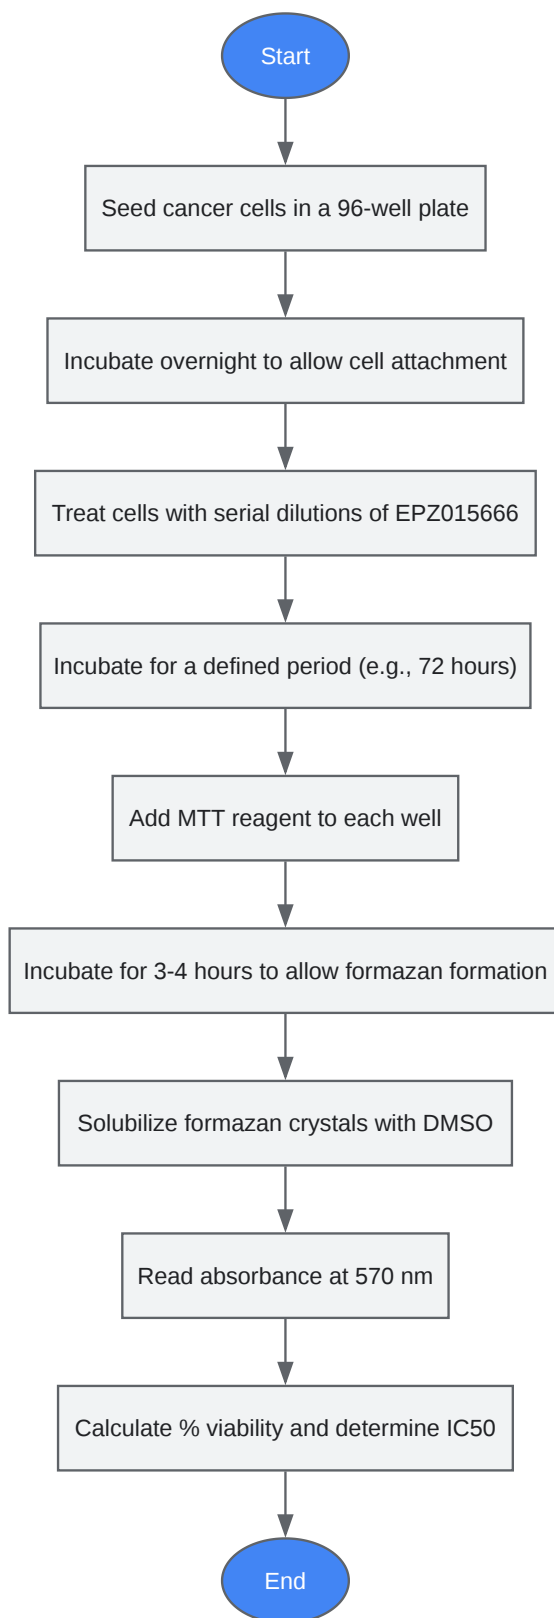 Start
Seed cancer cells in a 96-well plate
Incubate overnight to allow cell attachment
Treat cells with serial dilutions of EPZ015666
Incubate for a defined period (e.g., 72 hours)
Add MTT reagent to each well
Incubate for 3-4 hours to allow formazan formation
Solubilize formazan crystals with DMSO
Read absorbance at 570 nm
Calculate % viability and determine IC50
End